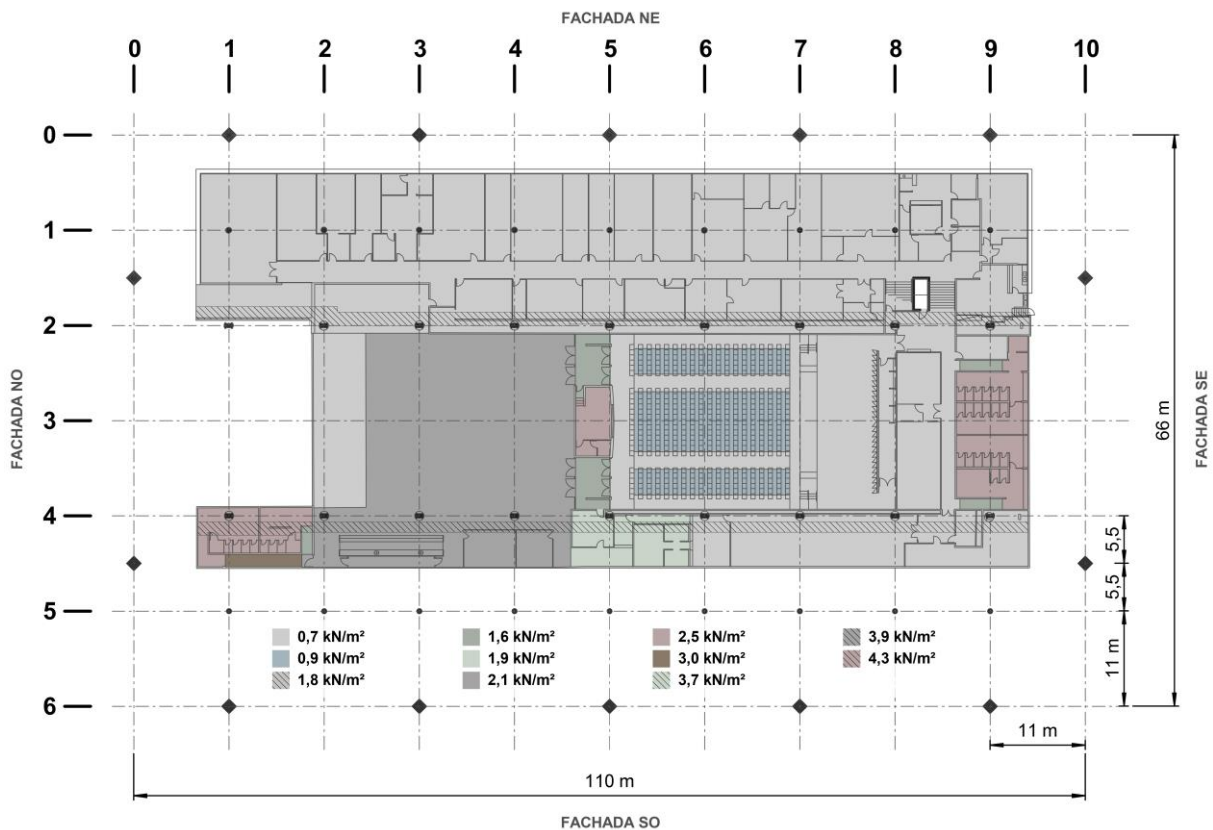 FACHADA NE
0 1 2 3 4 5 6 7 8 9 10
0
1
2
FACHADA NO
3
66 m
FACHADA SE
4
5,5
5,5
5
0,7 kN/m² 1,6 kN/m² 2,5 kN/m² 3,9 kN/m²
0,9 kN/m² 1,9 kN/m² 3,0 kN/m² 4,3 kN/m²
1,8 kN/m² 2,1 kN/m² 3,7 kN/m²
11 m
6
11 m
110 m
FACHADA SO